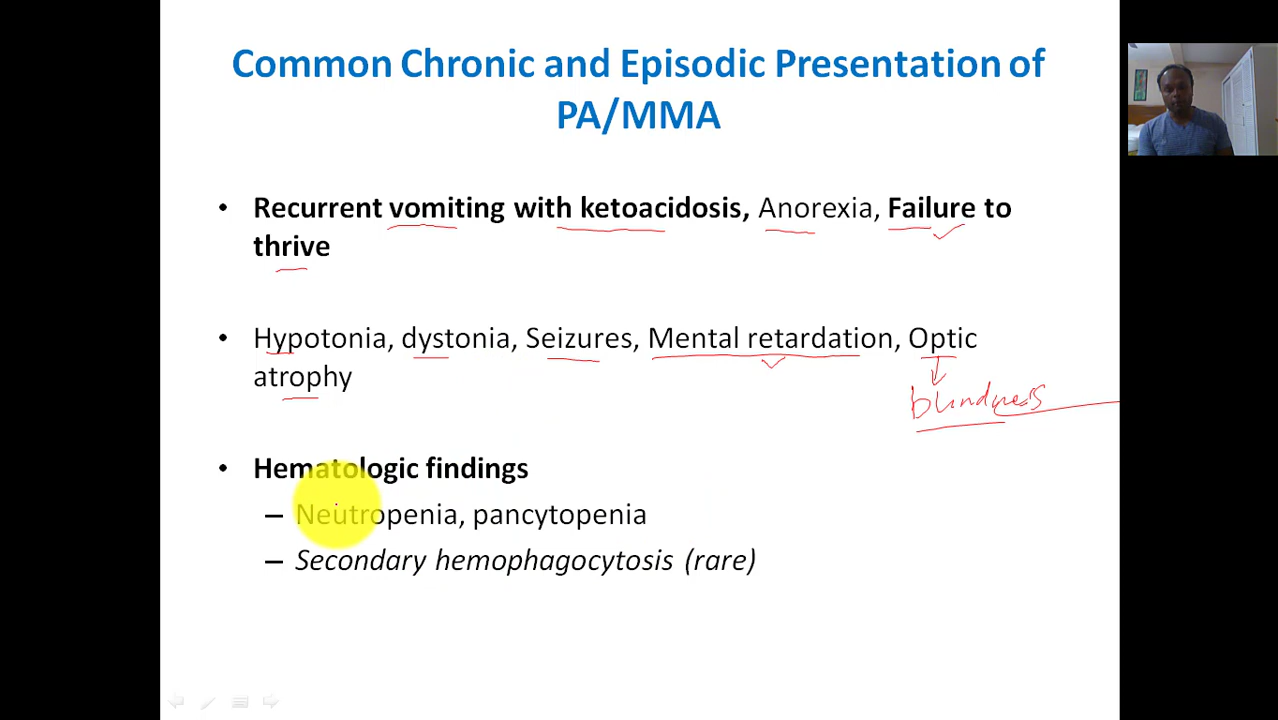 Common Chronic and Episodic Presentation of
PA/MMA
• Recurrent vomiting with ketoacidosis, Anorexia, Failure to
thrive
• Hypotonia, dystonia, Seizures, Mental retardation, Optic
atrophy
blindness
• Hematologic findings
– Neutropenia, pancytopenia
– Secondary hemophagocytosis (rare)